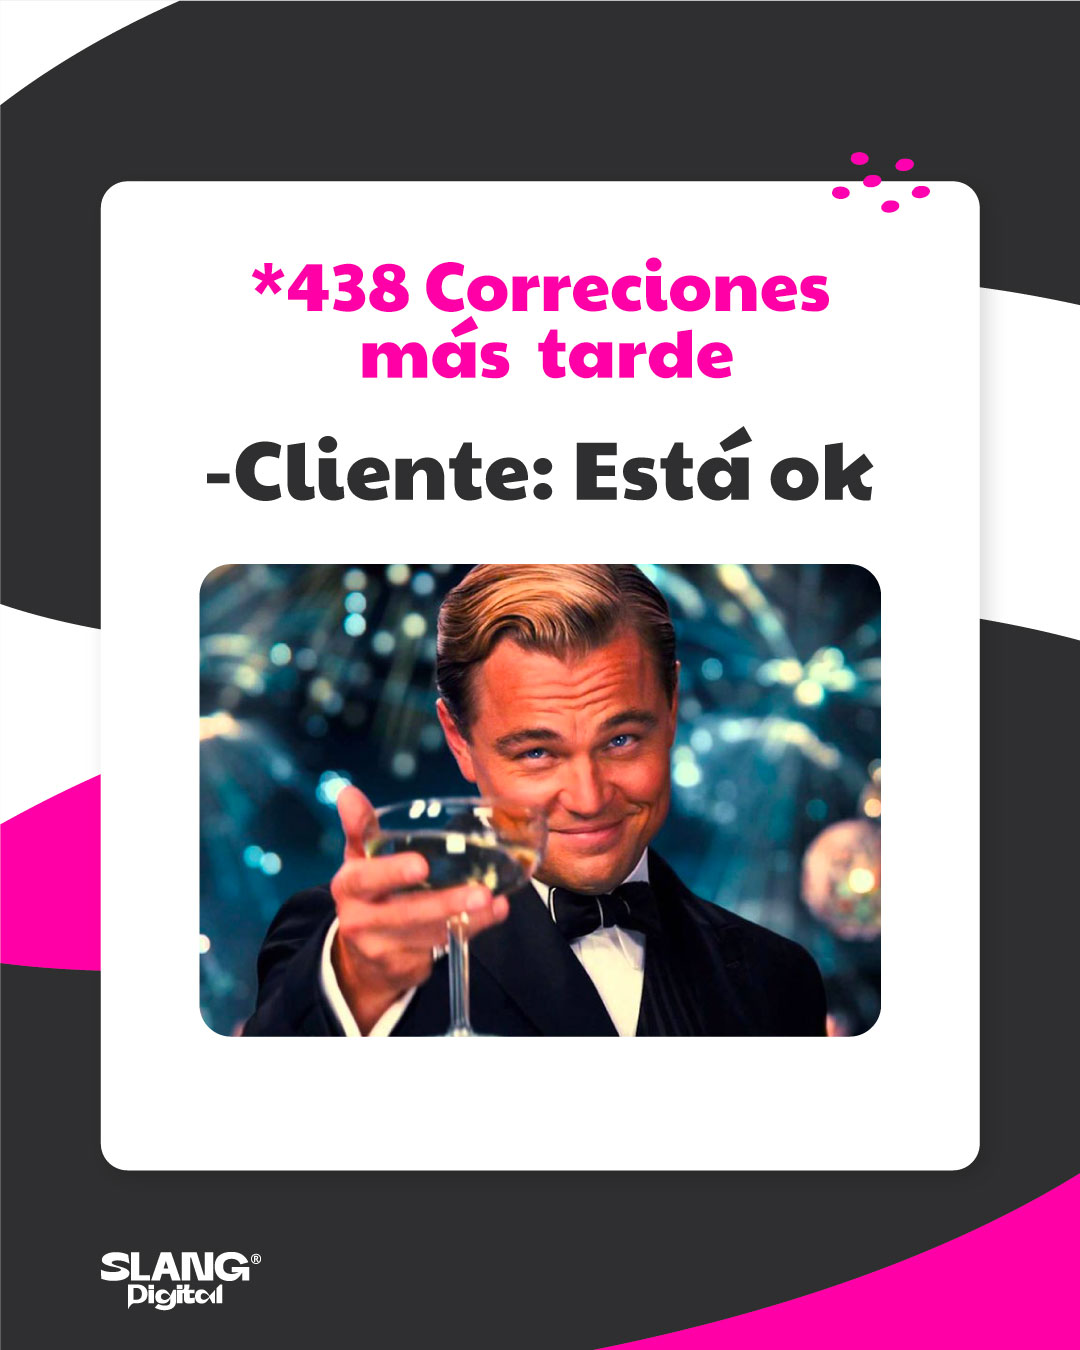 *438 Correciones
más tarde
-Cliente: Está ok
SLANG®
Digital